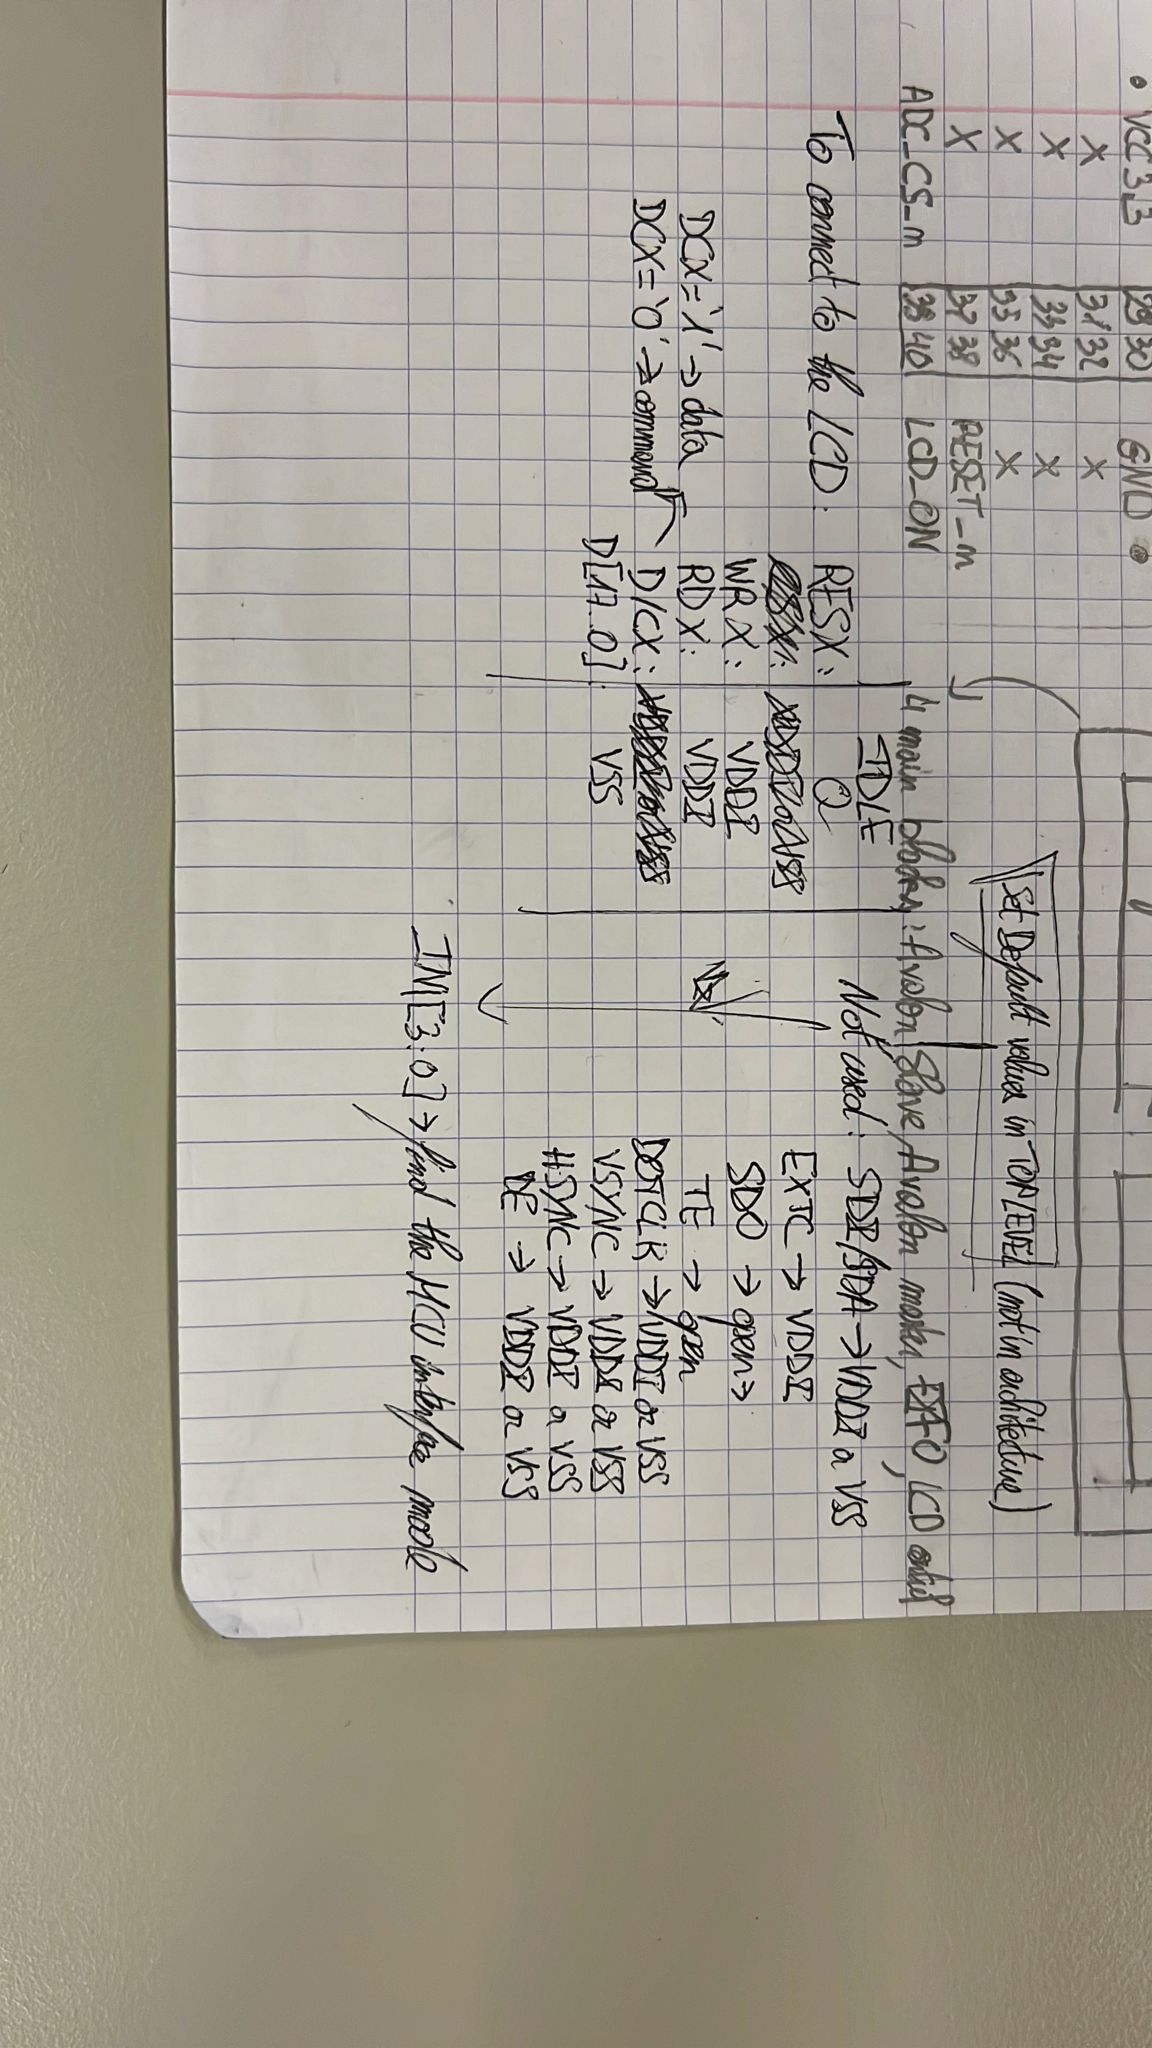 VCC3.3 29 30 GND
X 31 32 X
X 33 34 X
X 35 36 X
X 37 38 RESET_n
ADC_CS_n 39 40 LCD_ON
Set Default values in TOPLEVEL (not in architecture)
4 main blocks : Avalon Slave, Avalon master, FIFO, LCD control
IDLE
To connect to the LCD :
RESX :
WRX : VDDI
RDX : VDDI
D/CX :
D[17..0] : VSS
DCX = '1' → data
DCX = '0' → command
Not used : SDI/SDA → VDDI or VSS
EXTC → VDDI
SDO → open
TE → open
DOTCLK → VDDI or VSS
VSYNC → VDDI or VSS
HSYNC → VDDI or VSS
DE → VDDI or VSS
IM[3:0] → find the MCU interface mode